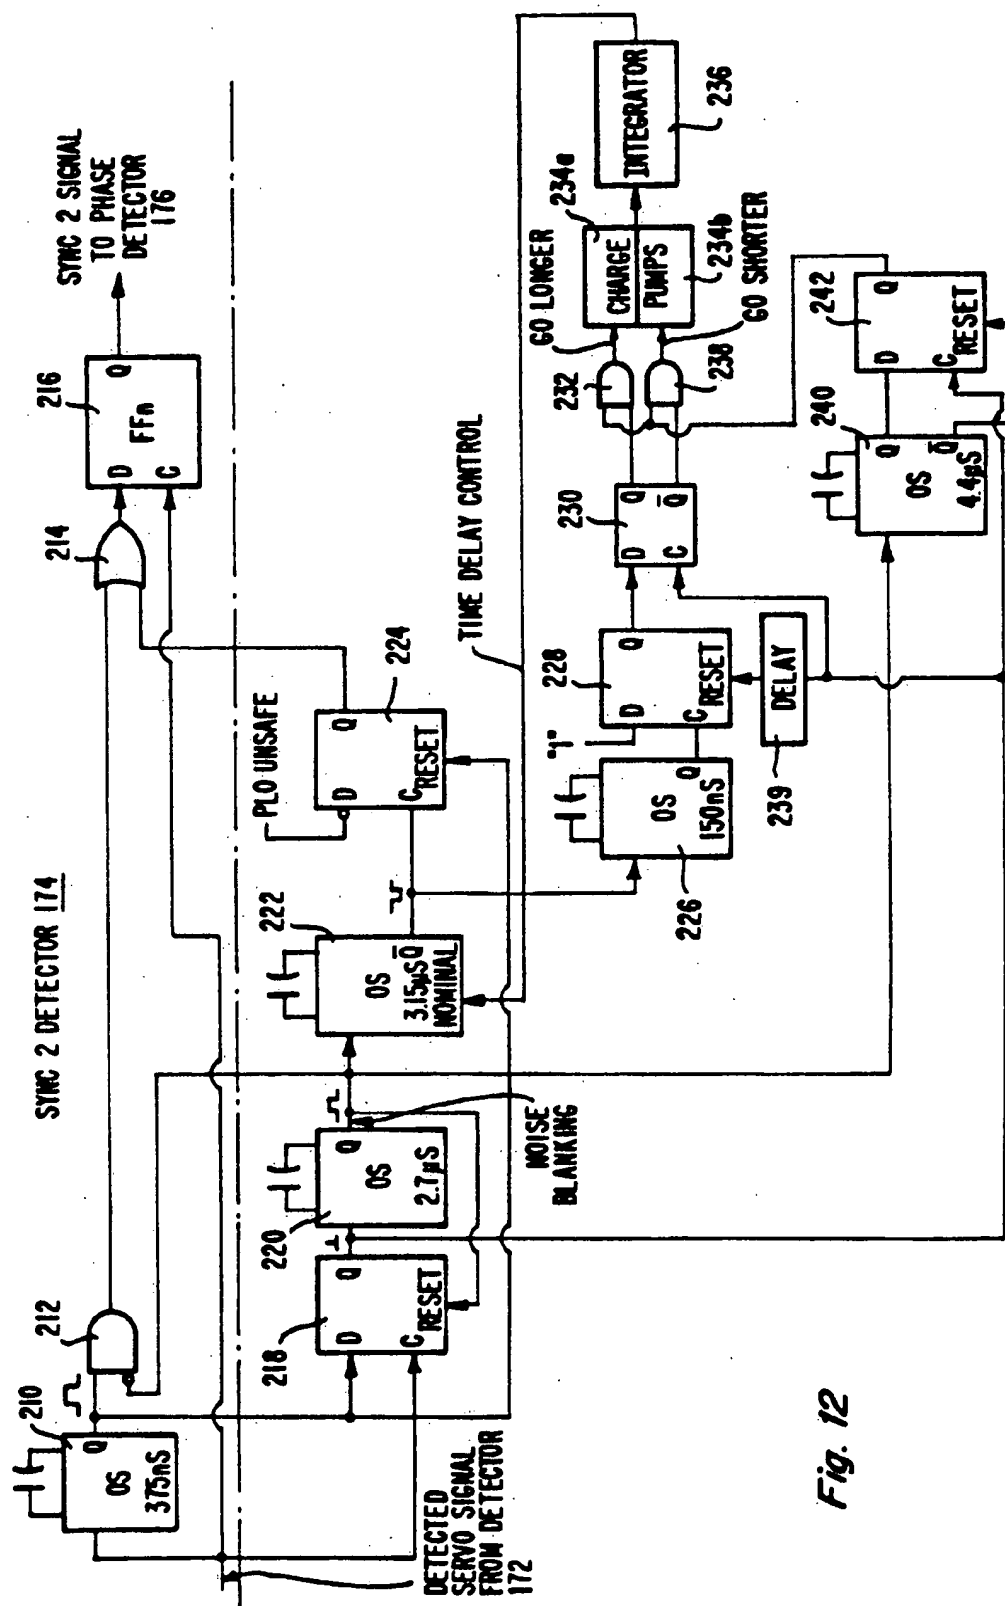 SYNC 2 DETECTOR 174
SYNC 2 SIGNAL
TO PHASE
DETECTOR
176
210
OS
375nS
Q
212
214
216
D
FFn
Q
C
DETECTED
SERVO SIGNAL
FROM DETECTOR
172
218
D
Q
C
RESET
220
OS
2.7µS
Q
NOISE
BLANKING
222
OS
3.15µS Q̅
NOMINAL
PLO UNSAFE
224
D
Q
C
RESET
TIME DELAY CONTROL
226
OS
150nS
Q
"1"
228
D
Q
C
RESET
239
DELAY
230
D
Q
C
Q̅
232
238
GO LONGER
GO SHORTER
234a
CHARGE
PUMPS
234b
INTEGRATOR
236
240
Q
OS
Q̅
4.4µS
242
D
Q
C
RESET
Fig. 12